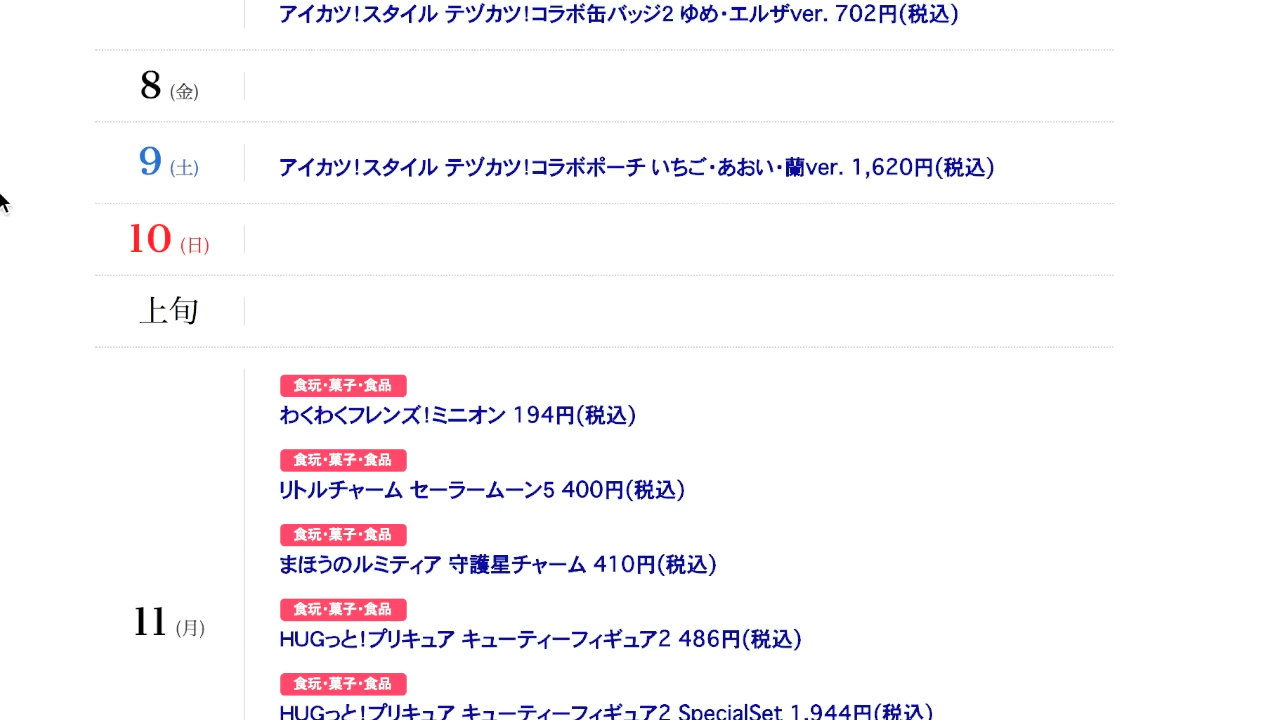 アイカツ！スタイル テヅカツ！コラボ缶バッジ2 ゆめ・エルザver. 702円(税込)
8 (金)
9 (土)
アイカツ！スタイル テヅカツ！コラボポーチ いちご・あおい・蘭ver. 1,620円(税込)
10 (日)
上旬
食玩・菓子・食品
わくわくフレンズ！ミニオン 194円(税込)
食玩・菓子・食品
リトルチャーム セーラームーン5 400円(税込)
食玩・菓子・食品
まほうのルミティア 守護星チャーム 410円(税込)
11 (月)
食玩・菓子・食品
HUGっと！プリキュア キューティーフィギュア2 486円(税込)
食玩・菓子・食品
HUGっと！プリキュア キューティーフィギュア2 SpecialSet 1,944円(税込)